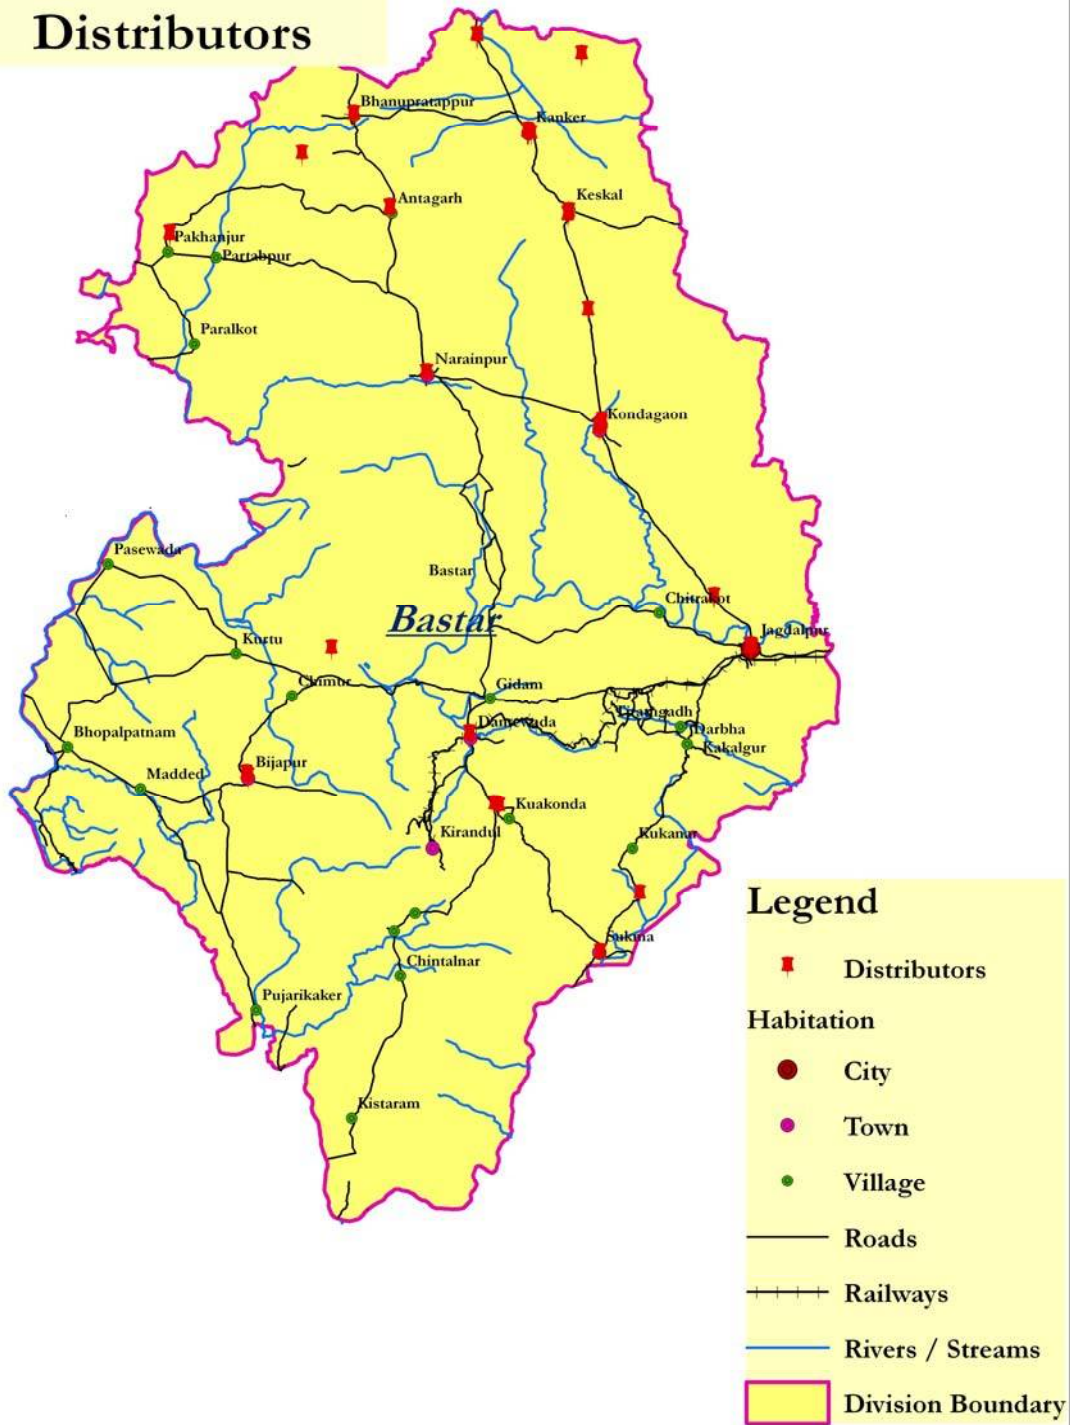 Distributors
Bhanupratappur
Kanker
Antagarh
Keskal
Pakhanjur
Partabpur
Paralkot
Narainpur
Kondagaon
Pasewada
Bastar
Chitrakot
Bastar
Jagdalpur
Kurtu
Chimur
Gidam
Bhopalpatnam
Darbha
Kakalgur
Bijapur
Madded
Kuakonda
Kirandul
Kukanar
Sukma
Chintalnar
Pujarikaker
Kistaram
Legend
Distributors
Habitation
City
Town
Village
Roads
Railways
Rivers / Streams
Division Boundary